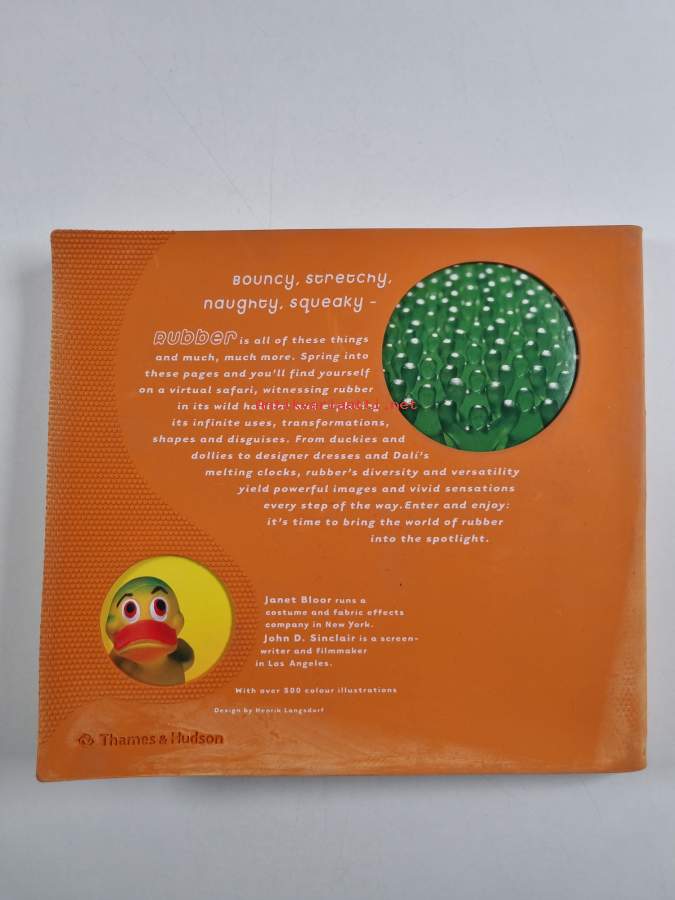 Bouncy, stretchy,
naughty, squeaky –
Rubber is all of these things
and much, much more. Spring into
these pages and you'll find yourself
on a virtual safari, witnessing rubber
in its wild
its infinite uses, transformations,
shapes and disguises. From duckies and
dollies to designer dresses and Dalí's
melting clocks, rubber's diversity and versatility
yield powerful images and vivid sensations
every step of the way.Enter and enjoy:
it's time to bring the world of rubber
into the spotlight.
Janet Bloor runs a
costume and fabric effects
company in New York.
John D. Sinclair is a screen-
writer and filmmaker
in Los Angeles.
With over 500 colour illustrations
Design by Henrik Langsdorf
Thames & Hudson